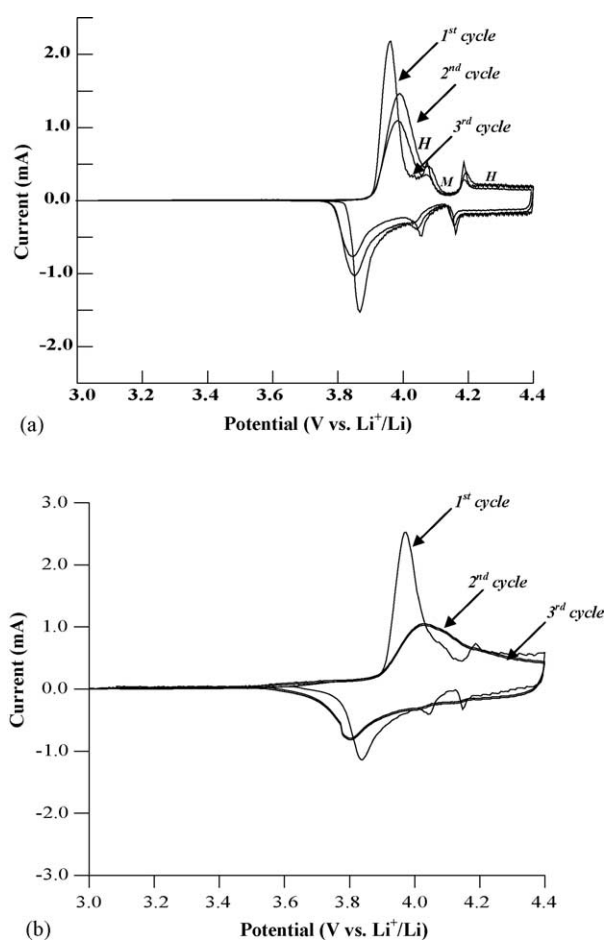 2.0
1.0
0.0
-1.0
-2.0
Current (mA)
1st cycle
2nd cycle
3rd cycle
H
M
H
3.0 3.2 3.4 3.6 3.8 4.0 4.2 4.4
(a)
Potential (V vs. Li+/Li)
3.0
2.0
1.0
0.0
-1.0
-2.0
-3.0
Current (mA)
1st cycle
2nd cycle
3rd cycle
3.0 3.2 3.4 3.6 3.8 4.0 4.2 4.4
(b)
Potential (V vs. Li+/Li)